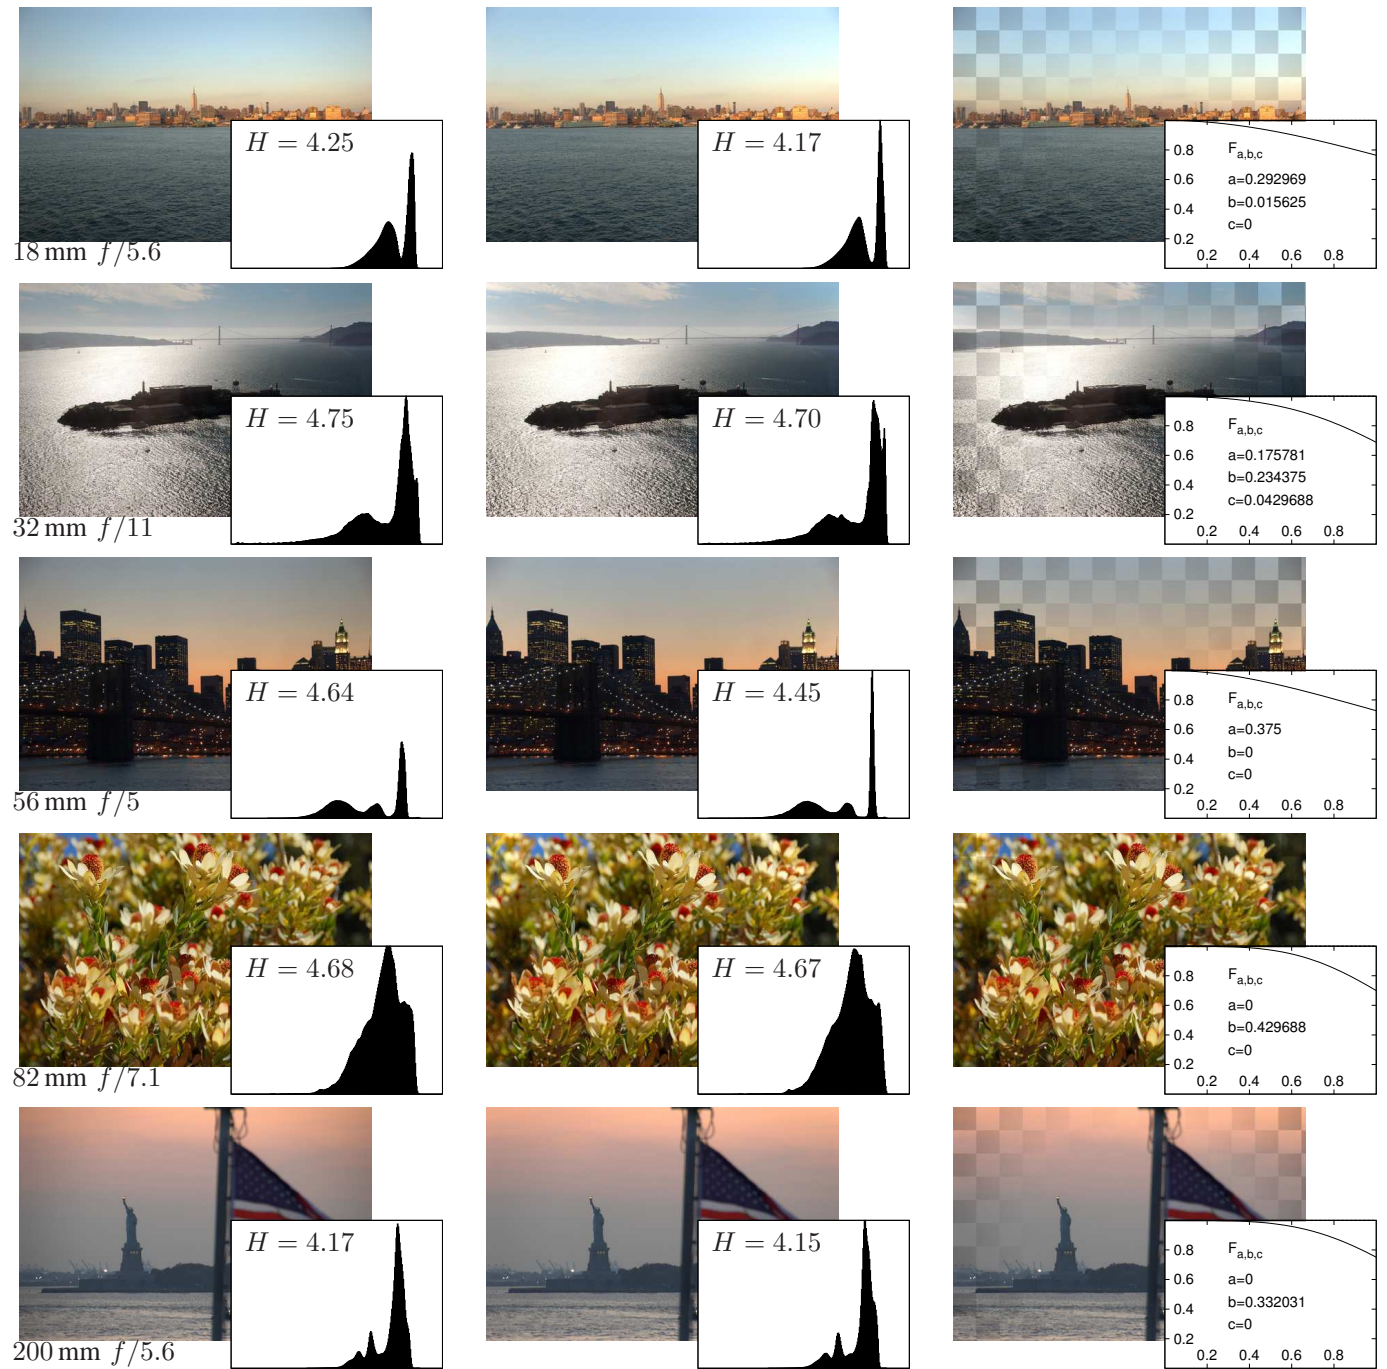 H = 4.25
H = 4.17
0.8
F a,b,c
0.6
a=0.292969
b=0.015625
0.4
c=0
0.2
0.2 0.4 0.6 0.8
18 mm f/5.6
H = 4.75
H = 4.70
0.8
F a,b,c
a=0.175781
0.6
b=0.234375
0.4
c=0.0429688
0.2
0.2 0.4 0.6 0.8
32 mm f/11
H = 4.64
H = 4.45
0.8
F a,b,c
0.6
a=0.375
b=0
0.4
c=0
0.2
0.2 0.4 0.6 0.8
56 mm f/5
H = 4.68
H = 4.67
0.8
F a,b,c
0.6
a=0
b=0.429688
0.4
c=0
0.2
0.2 0.4 0.6 0.8
82 mm f/7.1
H = 4.17
H = 4.15
0.8
F a,b,c
0.6
a=0
b=0.332031
0.4
c=0
0.2
0.2 0.4 0.6 0.8
200 mm f/5.6